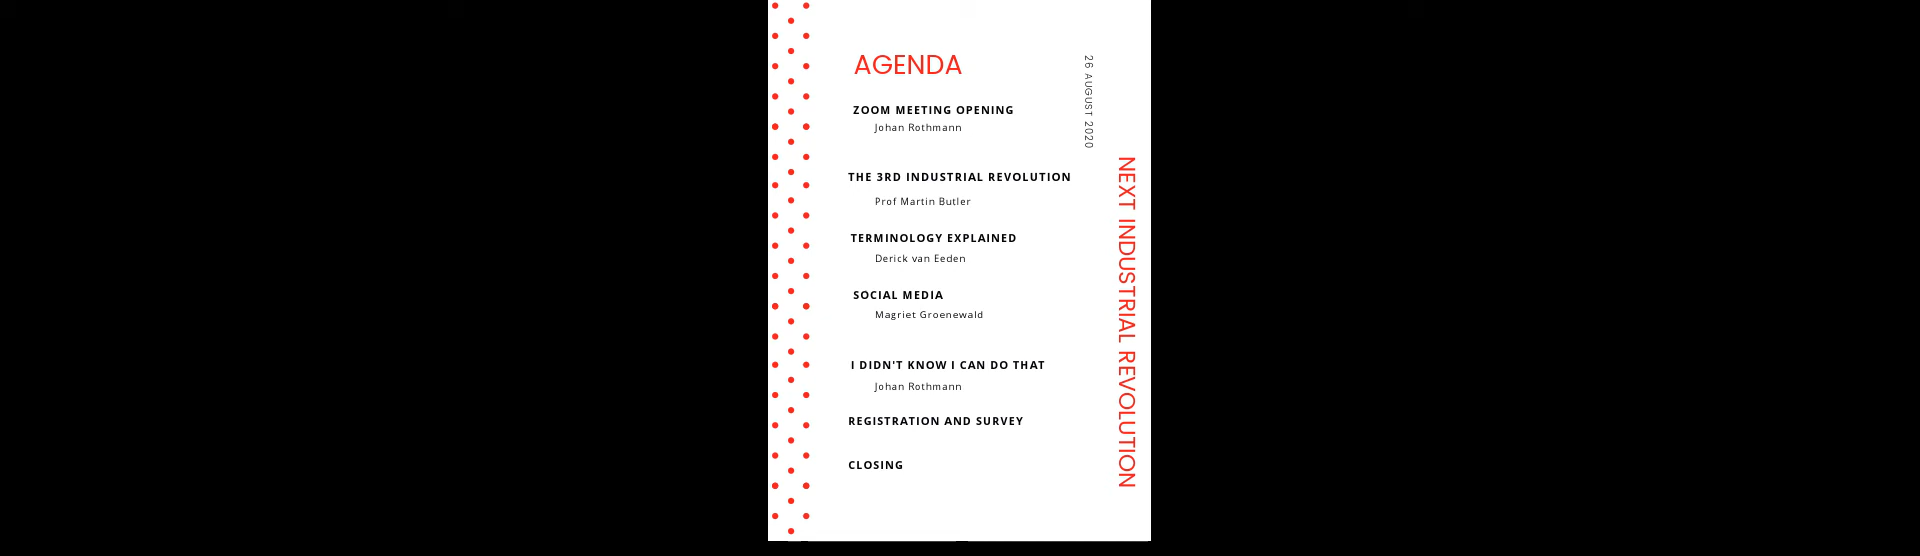 AGENDA
26 AUGUST 2020
ZOOM MEETING OPENING
Johan Rothmann
THE 3RD INDUSTRIAL REVOLUTION
Prof Martin Butler
TERMINOLOGY EXPLAINED
Derick van Eeden
SOCIAL MEDIA
Magriet Groenewald
I DIDN'T KNOW I CAN DO THAT
Johan Rothmann
REGISTRATION AND SURVEY
CLOSING
NEXT INDUSTRIAL REVOLUTION